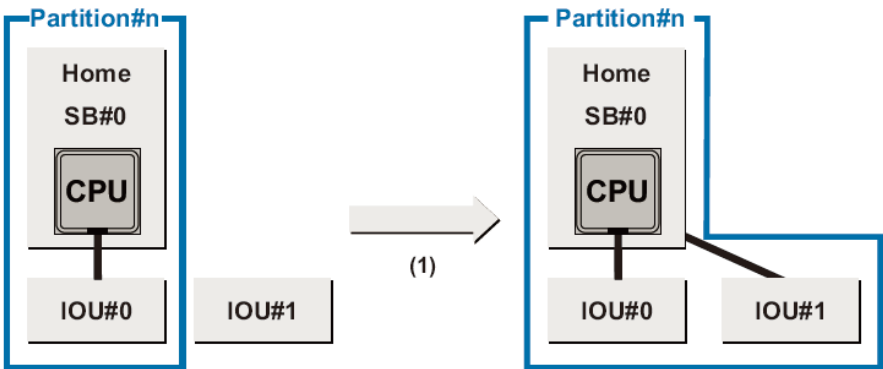 Partition#n
Home
SB#0
CPU
IOU#0
IOU#1
(1)
Partition#n
Home
SB#0
CPU
IOU#0
IOU#1